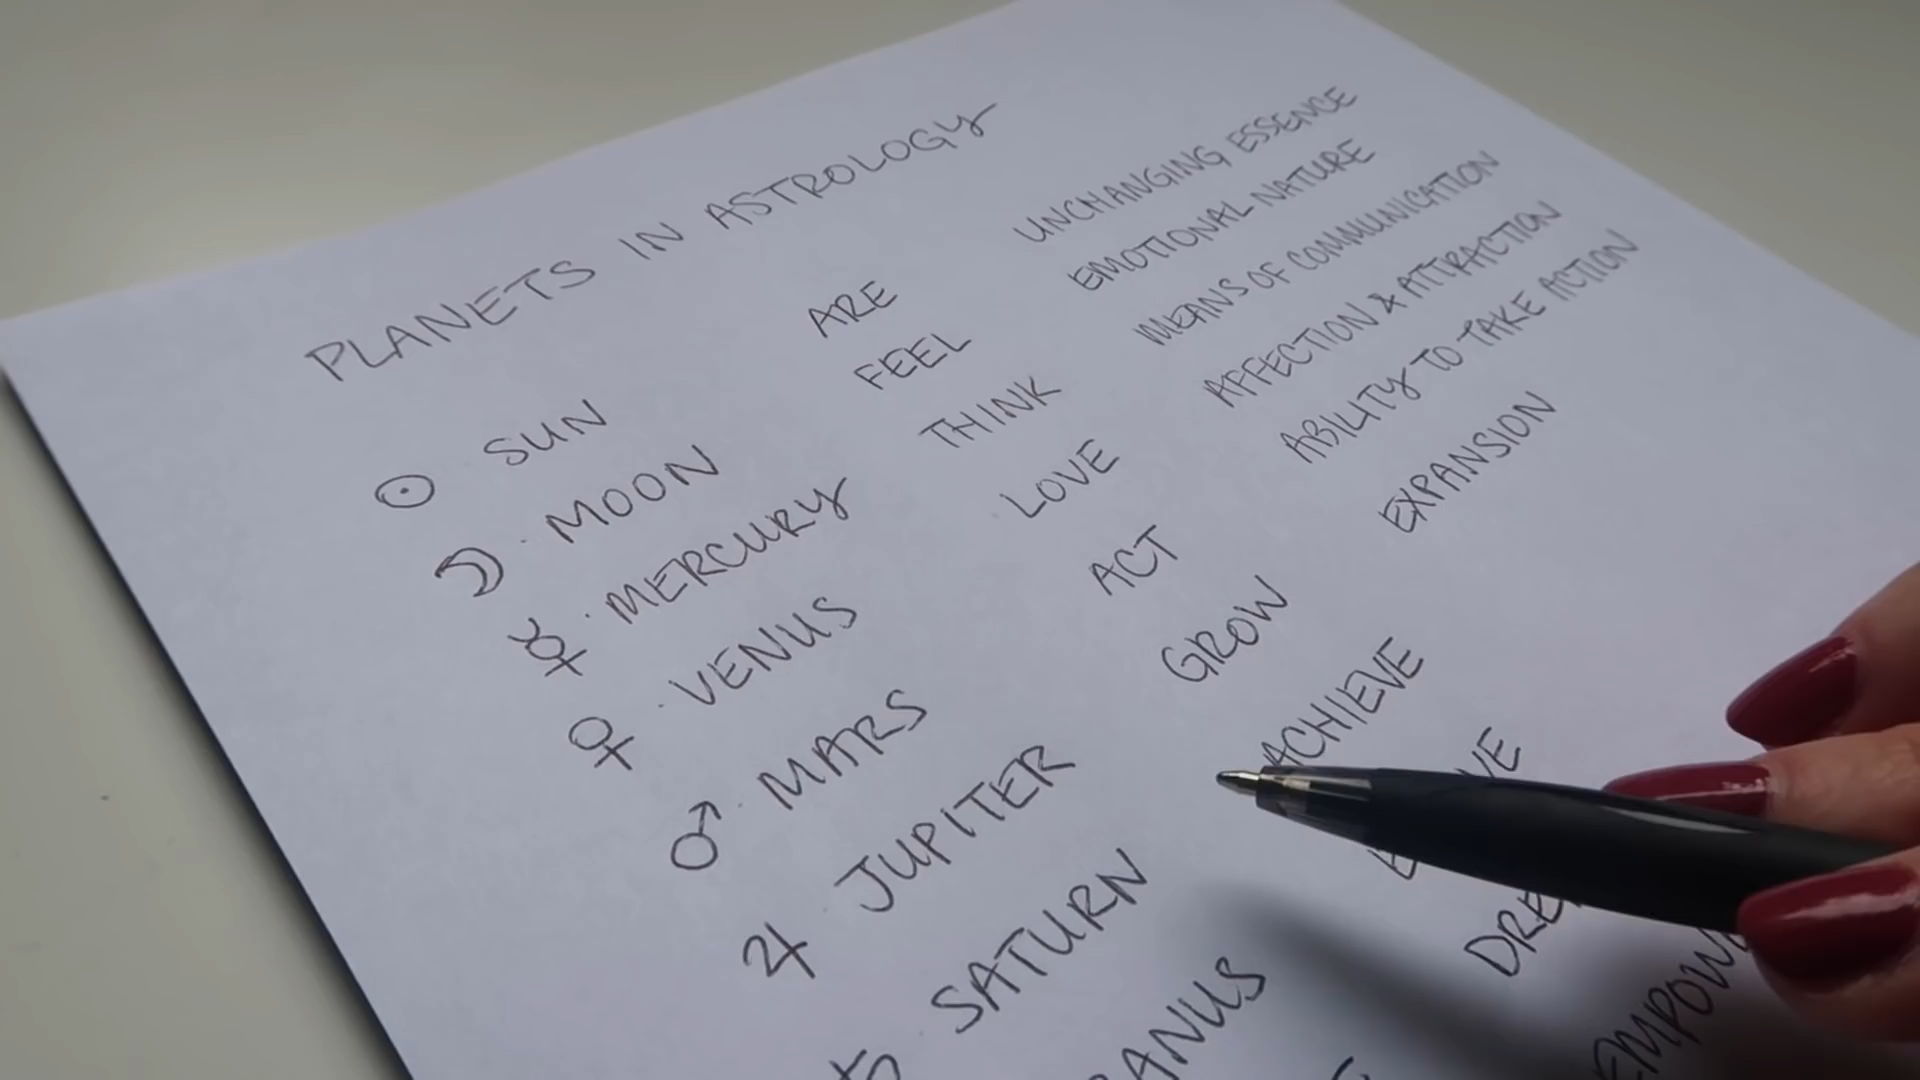 PLANETS IN ASTROLOGY
☉ SUN ARE UNCHANGING ESSENCE
☽ · MOON FEEL EMOTIONAL NATURE
☿ · MERCURY THINK MEANS OF COMMUNICATION
♀ · VENUS LOVE AFFECTION & ATTRACTION
♂ · MARS ACT ABILITY TO TAKE ACTION
♃ · JUPITER GROW EXPANSION
♄ SATURN ACHIEVE